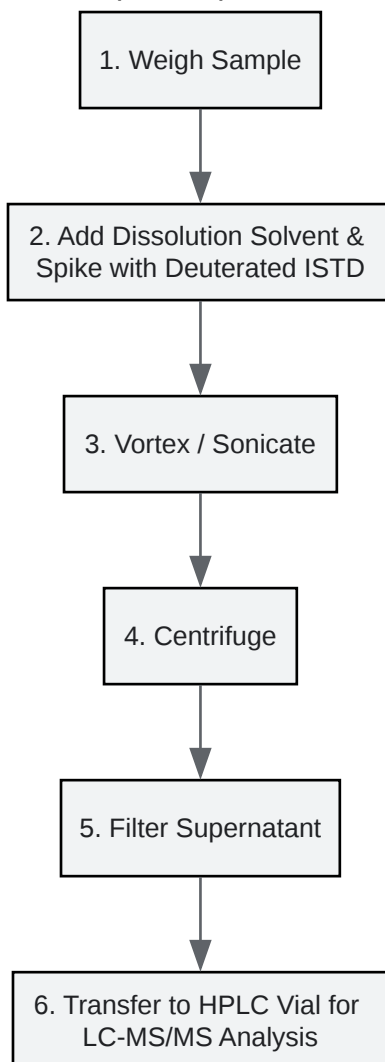 1. Weigh Sample
2. Add Dissolution Solvent &
Spike with Deuterated ISTD
3. Vortex / Sonicate
4. Centrifuge
5. Filter Supernatant
6. Transfer to HPLC Vial for
LC-MS/MS Analysis